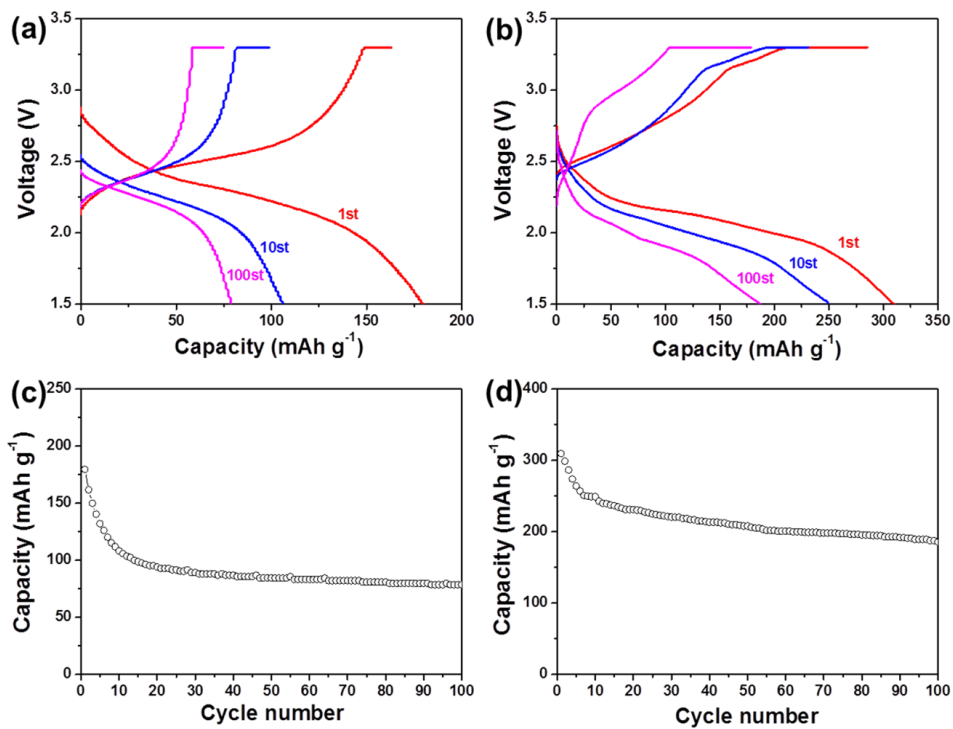 (a)
3.5
3.0
2.5
2.0
1.5
Voltage (V)
1st
10st
100st
0 50 100 150 200
Capacity (mAh g⁻¹)
(b)
3.5
3.0
2.5
2.0
1.5
Voltage (V)
1st
10st
100st
0 50 100 150 200 250 300 350
Capacity (mAh g⁻¹)
(c)
250
200
150
100
50
0
Capacity (mAh g⁻¹)
0 10 20 30 40 50 60 70 80 90 100
Cycle number
(d)
400
300
200
100
0
Capacity (mAh g⁻¹)
0 10 20 30 40 50 60 70 80 90 100
Cycle number